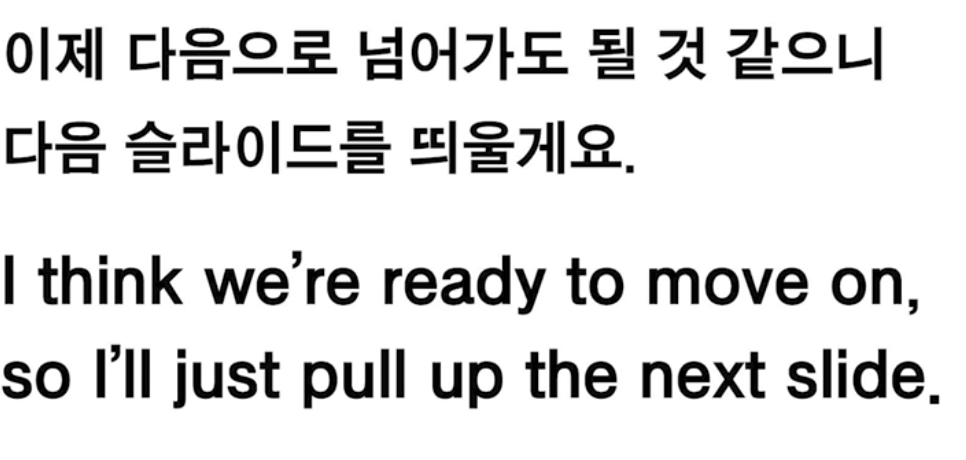 이제 다음으로 넘어가도 될 것 같으니
다음 슬라이드를 띄울게요.
I think we’re ready to move on,
so I’ll just pull up the next slide.